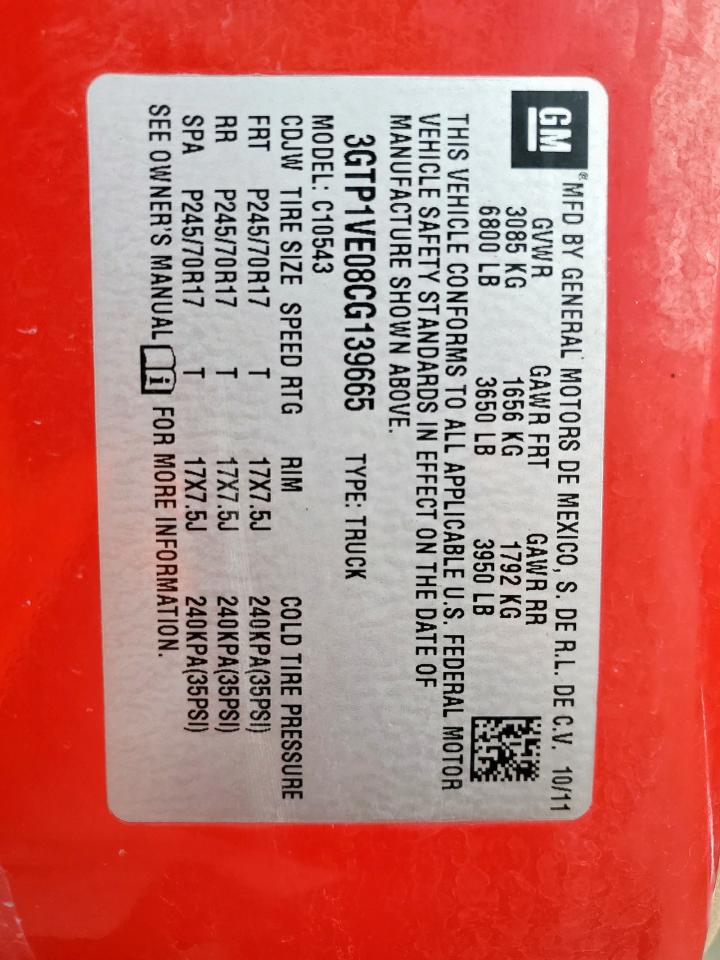 GM
® MFD BY GENERAL MOTORS DE MEXICO, S. DE R.L. DE C.V. 10/11
GVWR GAWR FRT GAWR RR
3085 KG 1656 KG 1792 KG
6800 LB 3650 LB 3950 LB
THIS VEHICLE CONFORMS TO ALL APPLICABLE U.S. FEDERAL MOTOR
VEHICLE SAFETY STANDARDS IN EFFECT ON THE DATE OF
MANUFACTURE SHOWN ABOVE.
3GTP1VE08CG139665 TYPE: TRUCK
MODEL: C10543
CDJW TIRE SIZE SPEED RTG RIM COLD TIRE PRESSURE
FRT P245/70R17 T 17X7.5J 240KPA(35PSI)
RR P245/70R17 T 17X7.5J 240KPA(35PSI)
SPA P245/70R17 T 17X7.5J 240KPA(35PSI)
SEE OWNER'S MANUAL i FOR MORE INFORMATION.